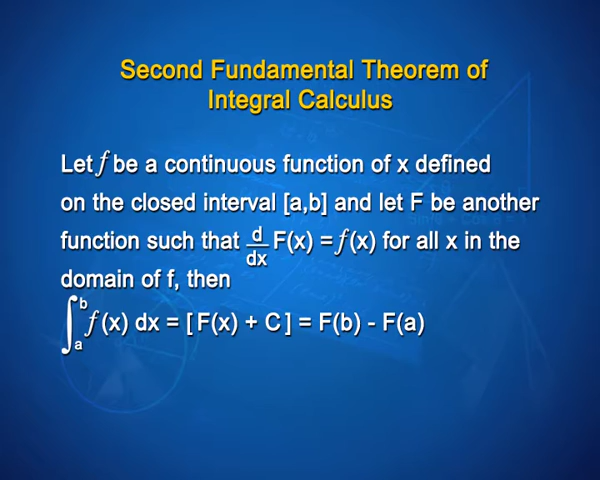 Second Fundamental Theorem of
Integral Calculus
Let f be a continuous function of x defined
on the closed interval [a,b] and let F be another
function such that d/dx F(x) = f(x) for all x in the
domain of f, then
∫_a^b f(x) dx = [ F(x) + C ] = F(b) - F(a)